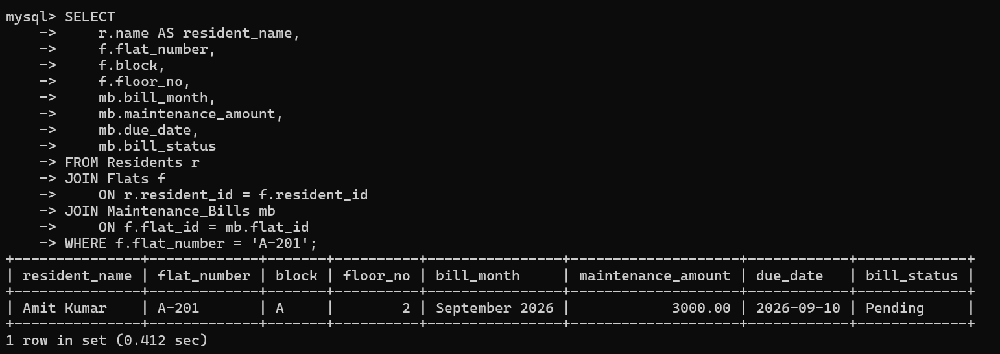 mysql> SELECT
    ->     r.name AS resident_name,
    ->     f.flat_number,
    ->     f.block,
    ->     f.floor_no,
    ->     mb.bill_month,
    ->     mb.maintenance_amount,
    ->     mb.due_date,
    ->     mb.bill_status
    -> FROM Residents r
    -> JOIN Flats f
    ->     ON r.resident_id = f.resident_id
    -> JOIN Maintenance_Bills mb
    ->     ON f.flat_id = mb.flat_id
    -> WHERE f.flat_number = 'A-201';
+---------------+-------------+-------+----------+----------------+--------------------+------------+-------------+
| resident_name | flat_number | block | floor_no | bill_month     | maintenance_amount | due_date   | bill_status |
+---------------+-------------+-------+----------+----------------+--------------------+------------+-------------+
| Amit Kumar    | A-201       | A     |        2 | September 2026 |            3000.00 | 2026-09-10 | Pending     |
+---------------+-------------+-------+----------+----------------+--------------------+------------+-------------+
1 row in set (0.412 sec)